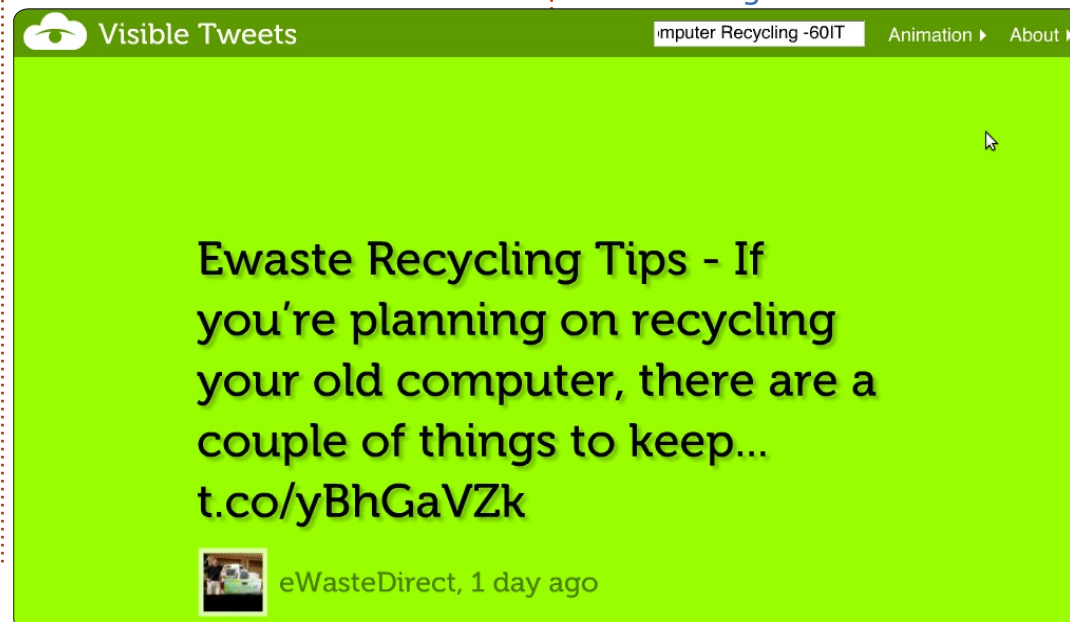 Visible Tweets
mputer Recycling -60IT
Animation
About
Ewaste Recycling Tips - If
you're planning on recycling
your old computer, there are a
couple of things to keep...
t.co/yBhGaVZk
eWasteDirect, 1 day ago